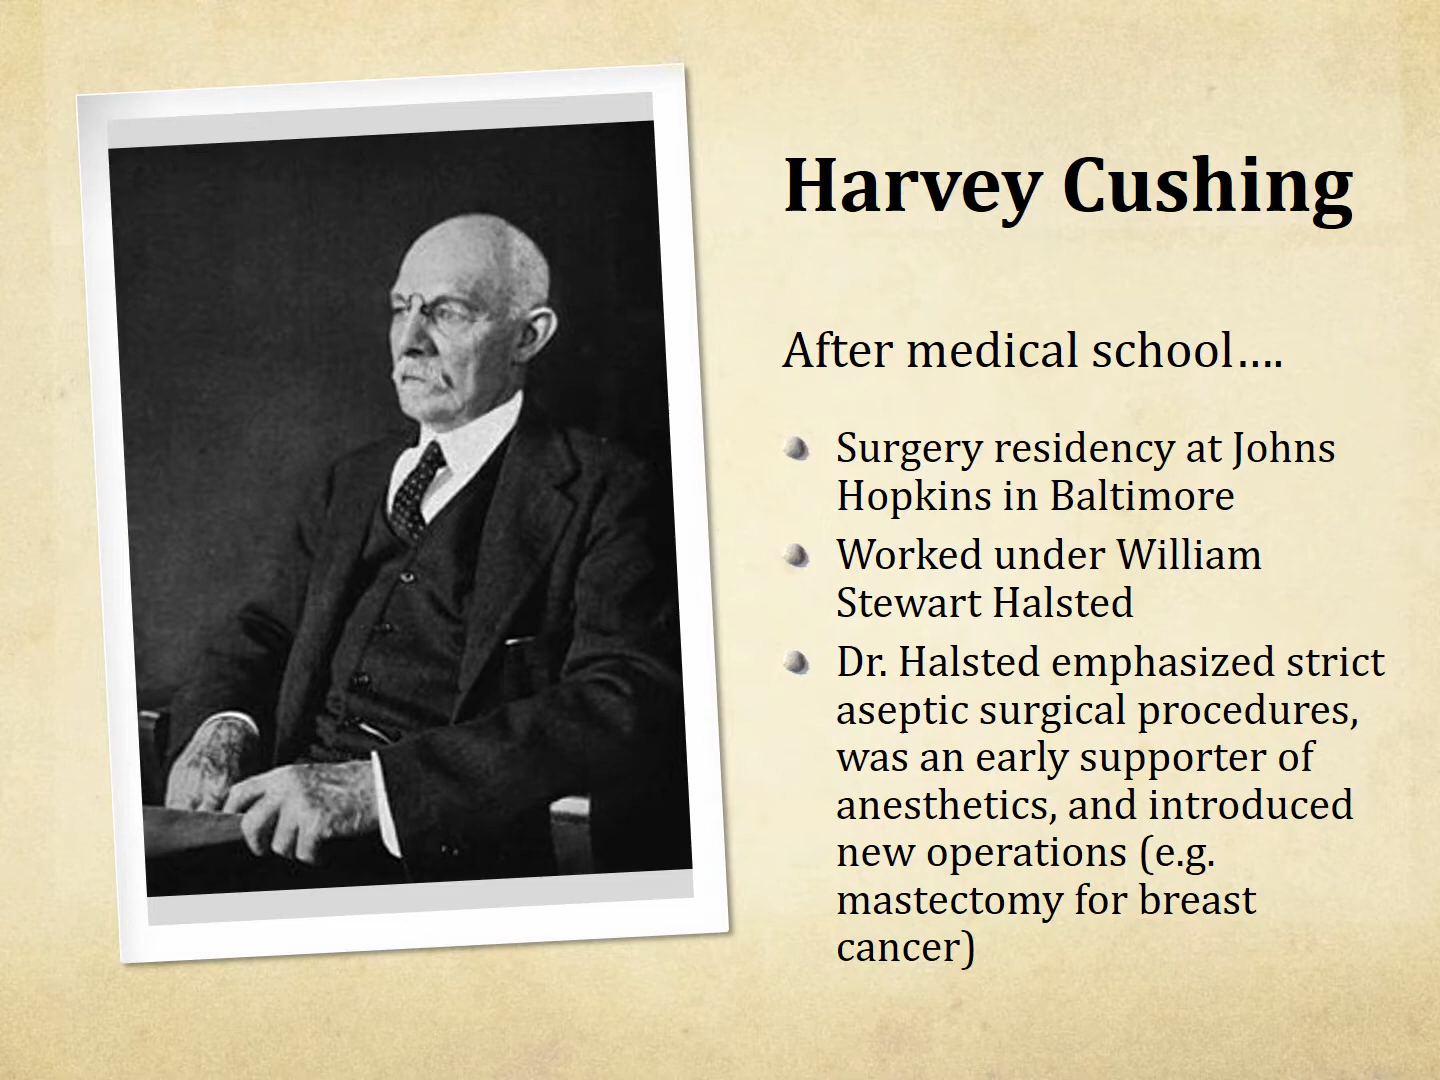 Harvey Cushing
After medical school....
Surgery residency at Johns
Hopkins in Baltimore
Worked under William
Stewart Halsted
Dr. Halsted emphasized strict
aseptic surgical procedures,
was an early supporter of
anesthetics, and introduced
new operations (e.g.
mastectomy for breast
cancer)